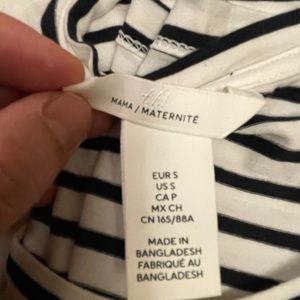 H&M
MAMA / MATERNITÉ
EUR S
US S
CA P
MX CH
CN 165/88A
MADE IN
BANGLADESH
FABRIQUÉ AU
BANGLADESH